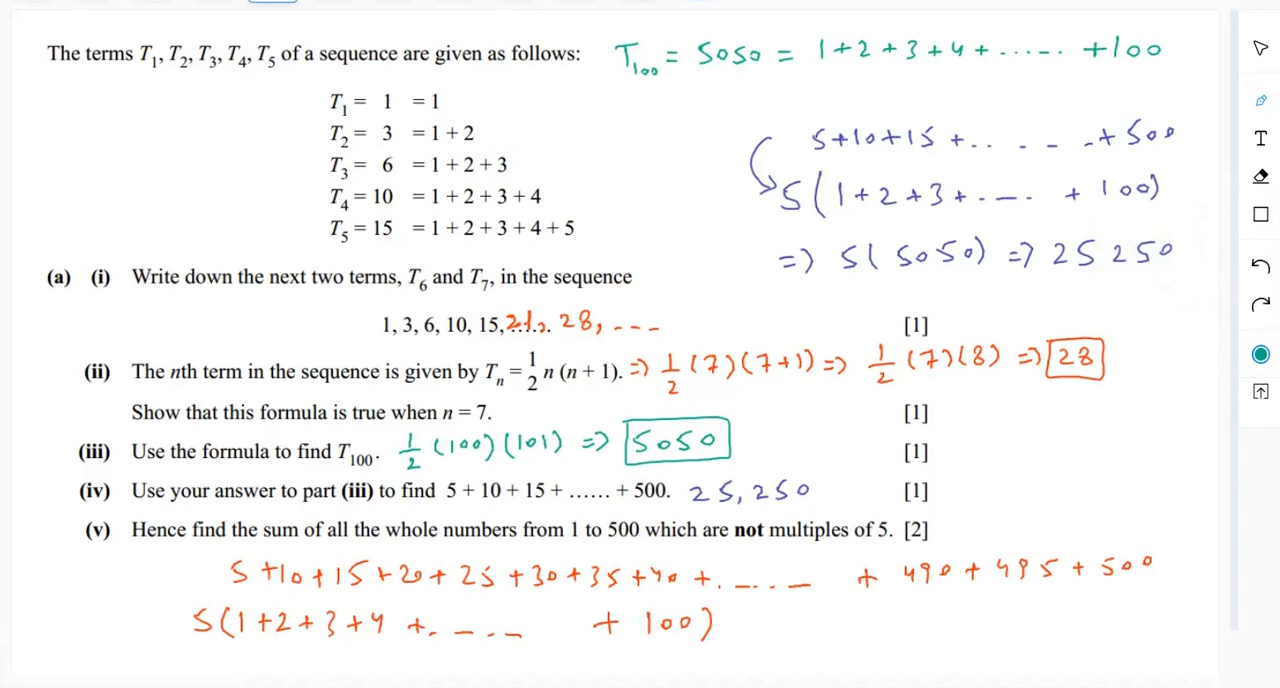 The terms T₁, T₂, T₃, T₄, T₅ of a sequence are given as follows: T₁₀₀ = 5050 = 1+2+3+4+...... +100
T₁ = 1 = 1
T₂ = 3 = 1 + 2
T₃ = 6 = 1 + 2 + 3
T₄ = 10 = 1 + 2 + 3 + 4
T₅ = 15 = 1 + 2 + 3 + 4 + 5
5+10+15 +.. . - -+ 500
5(1+2+3+.-–. + 100)
=> 5(5050) => 25 250
(a) (i) Write down the next two terms, T₆ and T₇, in the sequence
1, 3, 6, 10, 15, 21, 28, --- [1]
(ii) The nth term in the sequence is given by Tₙ = 1/2 n (n + 1). => 1/2 (7)(7+1) => 1/2 (7)(8) => 28
Show that this formula is true when n = 7. [1]
(iii) Use the formula to find T₁₀₀. 1/2 (100)(101) => 5050 [1]
(iv) Use your answer to part (iii) to find 5 + 10 + 15 + ...... + 500. 25,250 [1]
(v) Hence find the sum of all the whole numbers from 1 to 500 which are not multiples of 5. [2]
5+10+15+20+25+30+35+40+.-..- + 490+495+500
5(1+2+3+4+.--- + 100)